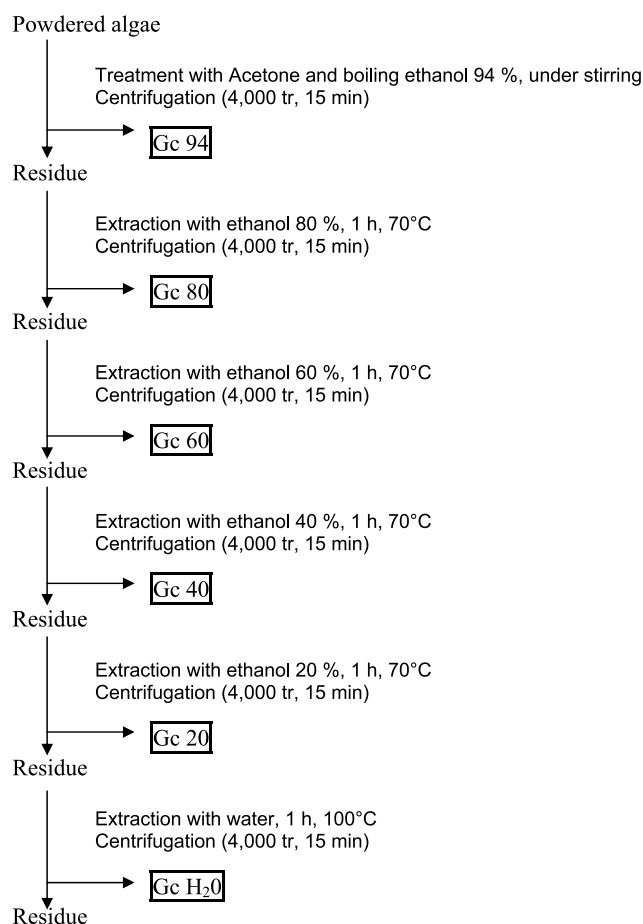 Powdered algae
Treatment with Acetone and boiling ethanol 94 %, under stirring
Centrifugation (4,000 tr, 15 min)
Gc 94
Residue
Extraction with ethanol 80 %, 1 h, 70°C
Centrifugation (4,000 tr, 15 min)
Gc 80
Residue
Extraction with ethanol 60 %, 1 h, 70°C
Centrifugation (4,000 tr, 15 min)
Gc 60
Residue
Extraction with ethanol 40 %, 1 h, 70°C
Centrifugation (4,000 tr, 15 min)
Gc 40
Residue
Extraction with ethanol 20 %, 1 h, 70°C
Centrifugation (4,000 tr, 15 min)
Gc 20
Residue
Extraction with water, 1 h, 100°C
Centrifugation (4,000 tr, 15 min)
Gc H₂0
Residue